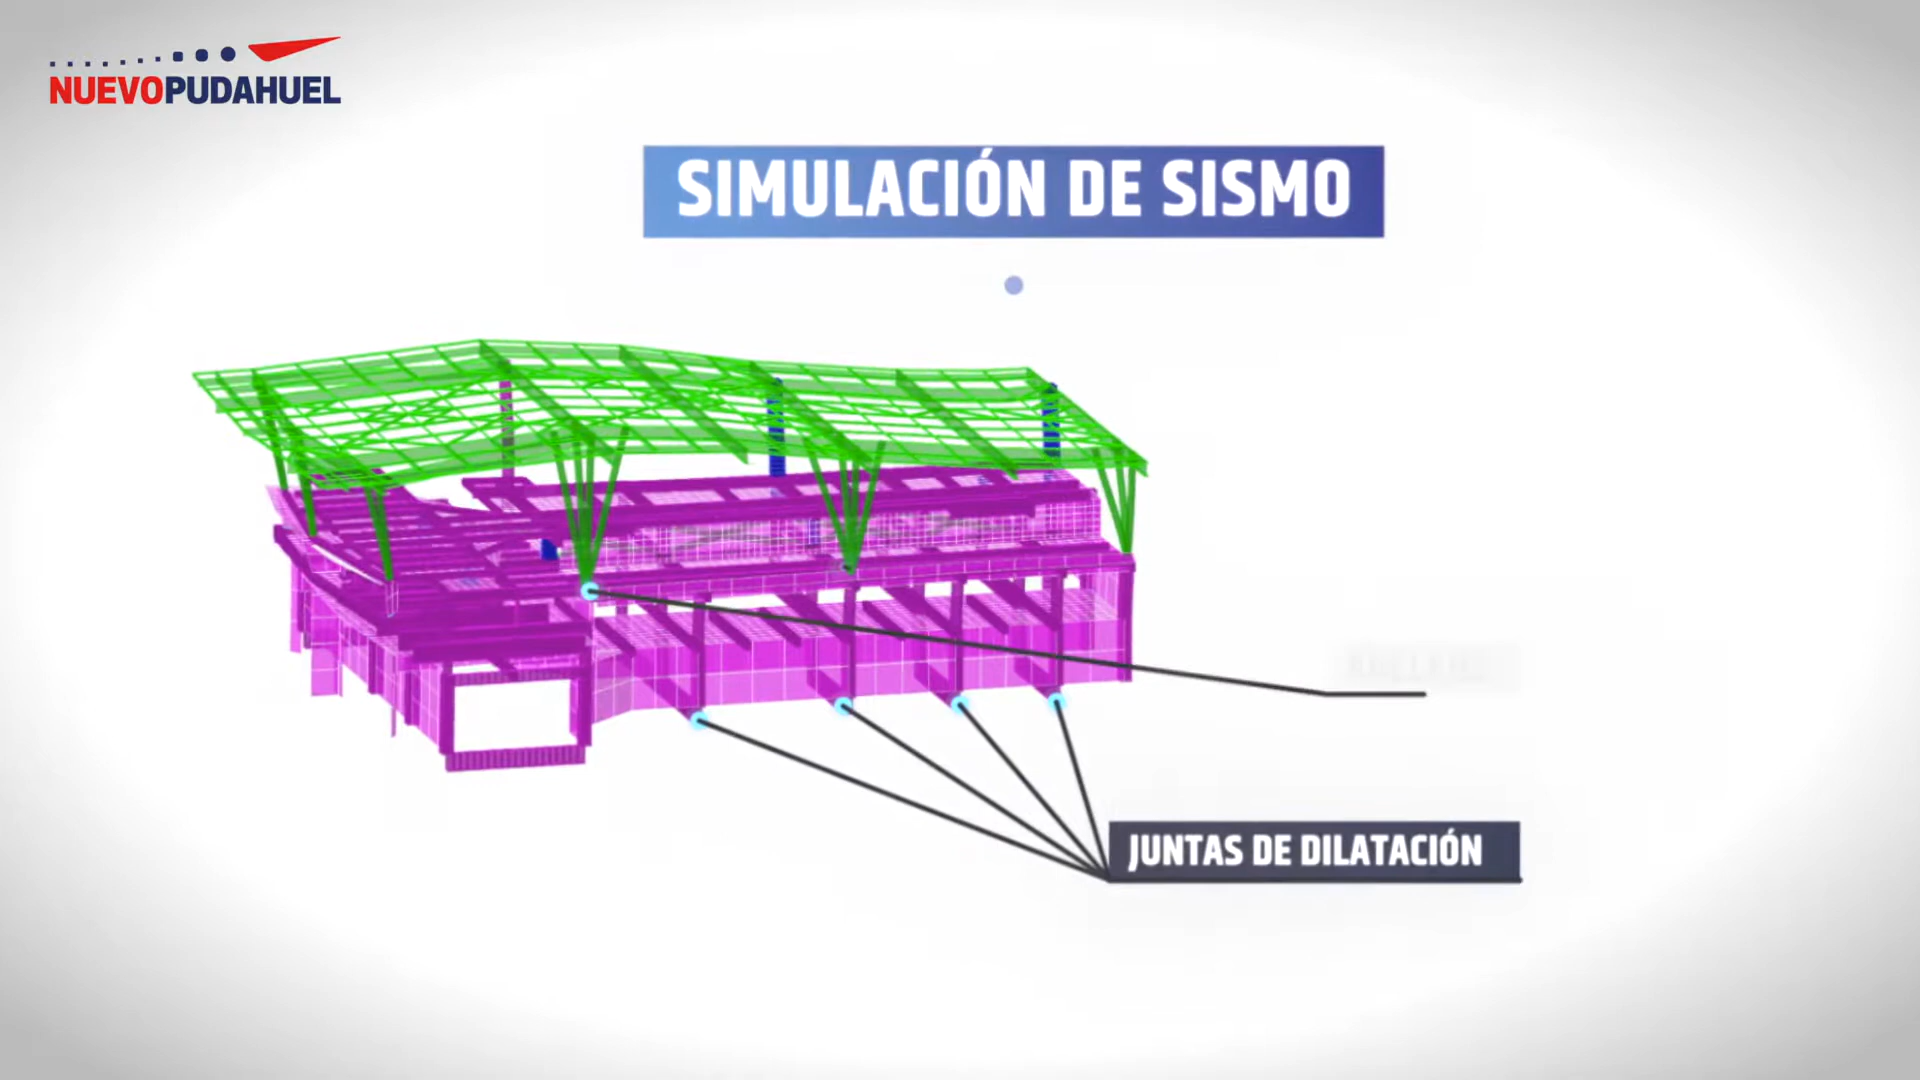 NUEVOPUDAHUEL
SIMULACIÓN DE SISMO
JUNTAS DE DILATACIÓN